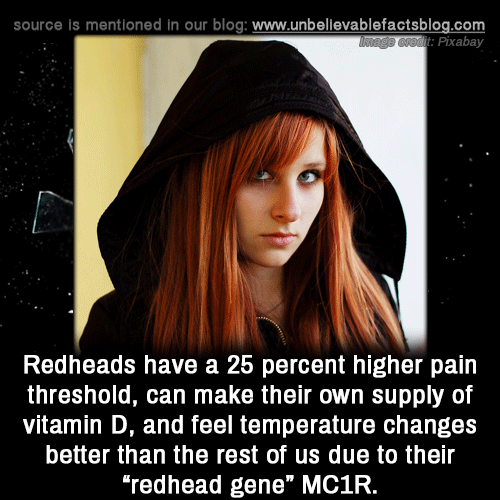 source is mentioned in our blog: www.unbelievablefactsblog.com
Image credit: Pixabay
Redheads have a 25 percent higher pain
threshold, can make their own supply of
vitamin D, and feel temperature changes
better than the rest of us due to their
“redhead gene” MC1R.